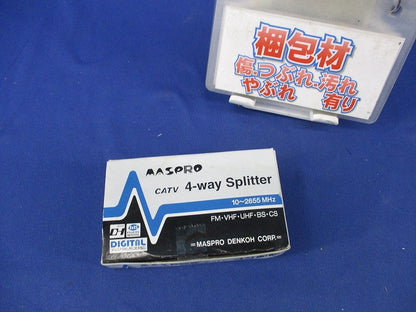 梱包材
傷.つぶれ.汚れ
やぶれ 有り
MASPRO
CATV 4-way Splitter
10~2655 MHz
FM・VHF・UHF・BS・CS
DH
DIGITAL
=MASPRO DENKOH CORP.=